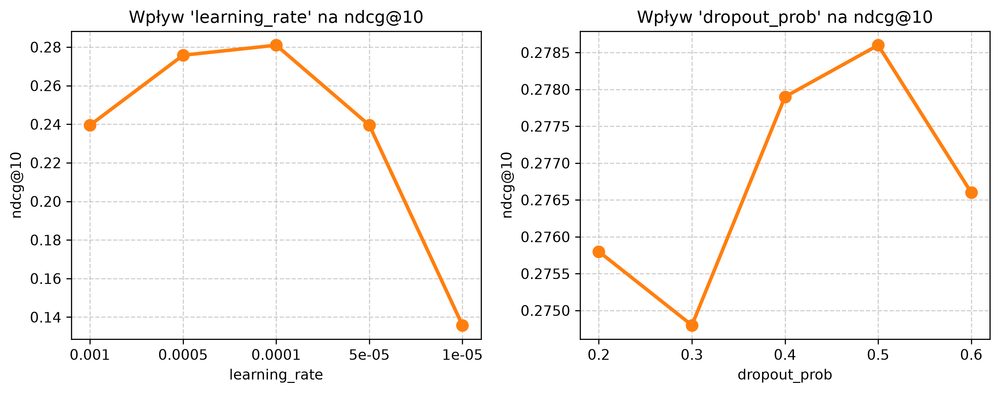 Wpływ 'learning_rate' na ndcg@10
0.28
0.26
0.24
0.22
0.20
0.18
0.16
0.14
ndcg@10
0.001 0.0005 0.0001 5e-05 1e-05
learning_rate
Wpływ 'dropout_prob' na ndcg@10
0.2785
0.2780
0.2775
0.2770
0.2765
0.2760
0.2755
0.2750
ndcg@10
0.2 0.3 0.4 0.5 0.6
dropout_prob